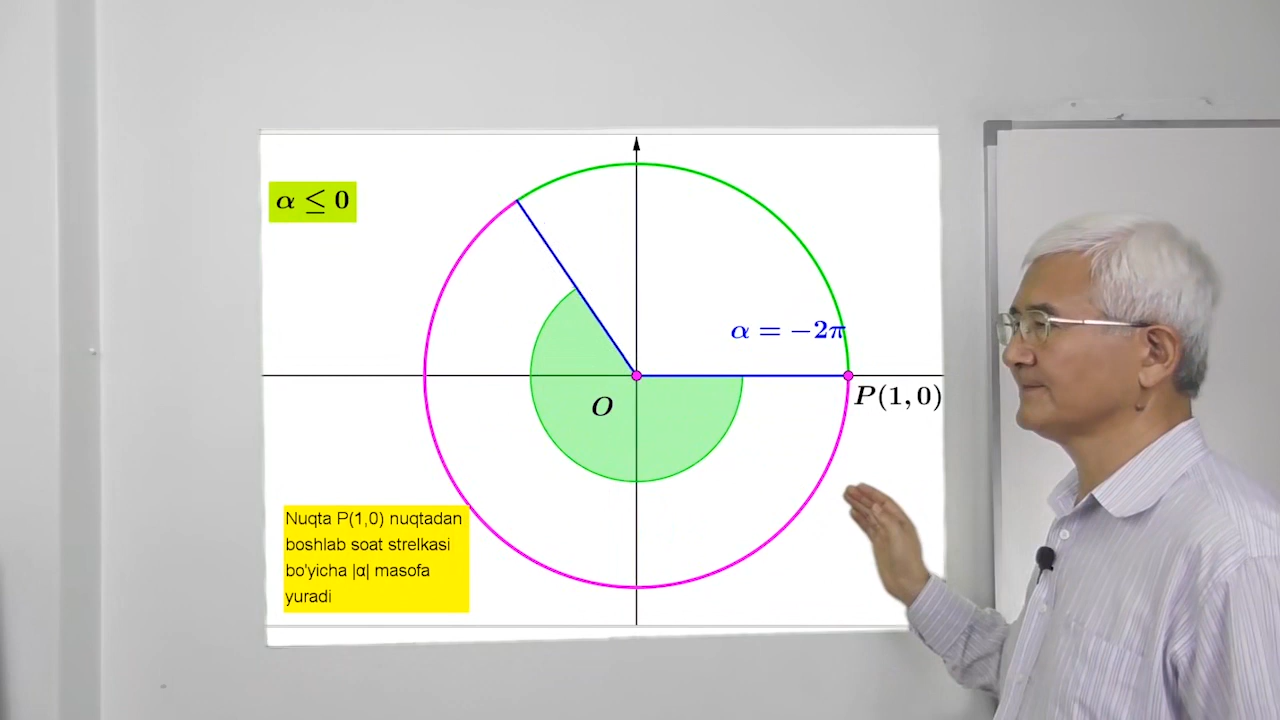 α ≤ 0
α = −2π
P(1, 0)
O
Nuqta P(1,0) nuqtadan
boshlab soat strelkasi
bo'yicha |α| masofa
yuradi